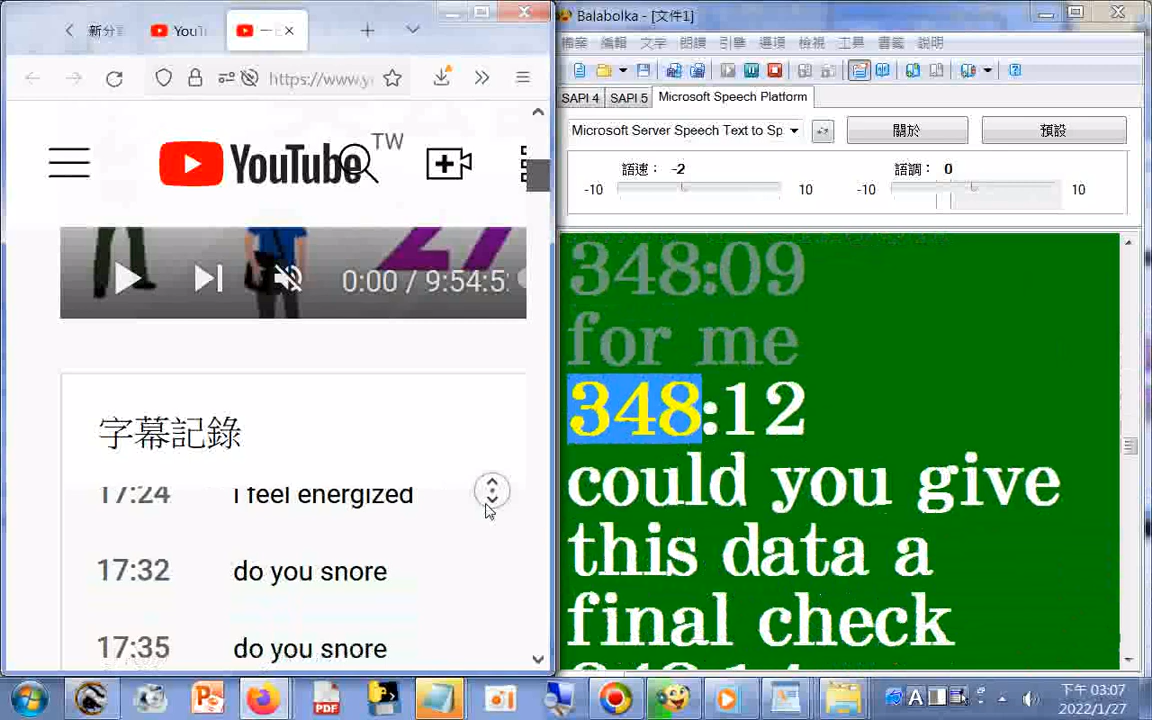 新分
YouT
一
https://www.y
YouTube TW
27
0:00 / 9:54:5
字幕記錄
17:24 i feel energized
17:32 do you snore
17:35 do you snore
Balabolka - [文件1]
檔案 編輯 文字 朗讀 引擎 選項 檢視 工具 書籤 說明
SAPI 4 SAPI 5 Microsoft Speech Platform
Microsoft Server Speech Text to Sp 關於 預設
語速： -2 語調： 0
-10 10 -10 10
348:09
for me
348:12
could you give
this data a
final check
348:14
PDF
A
下午 03:07
2022/1/27